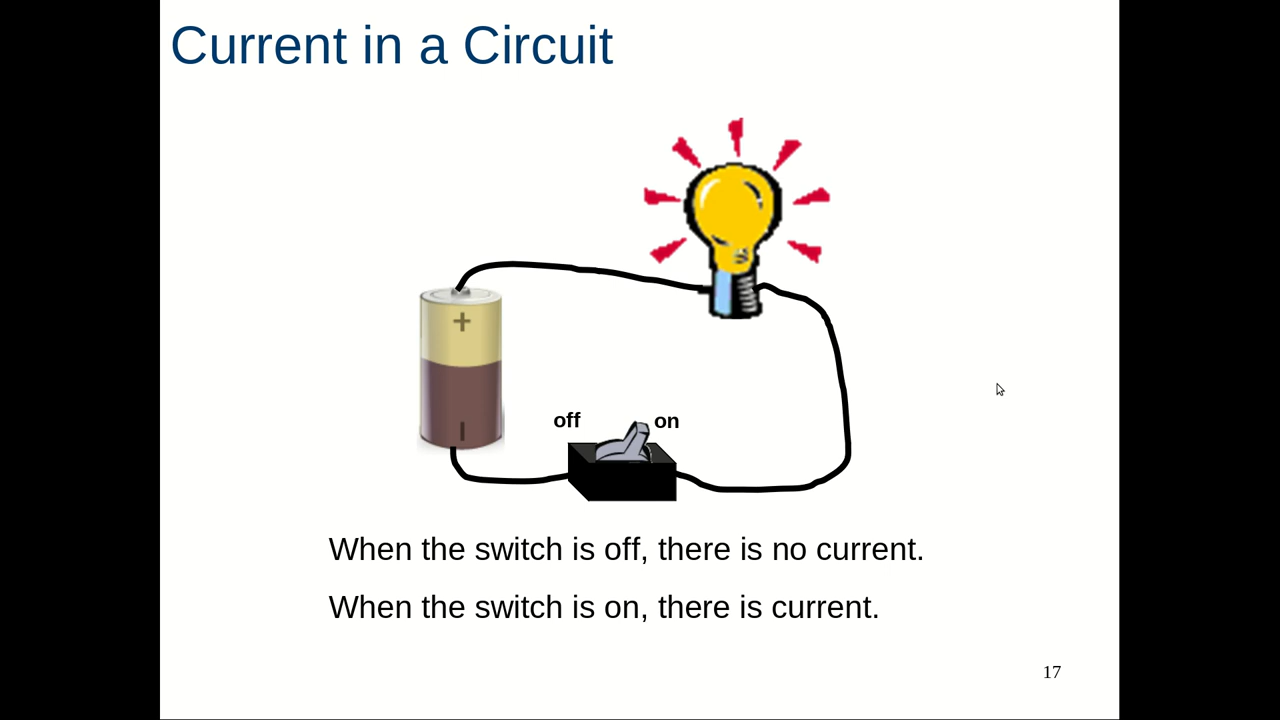 Current in a Circuit
+
off on
When the switch is off, there is no current.
When the switch is on, there is current.
17